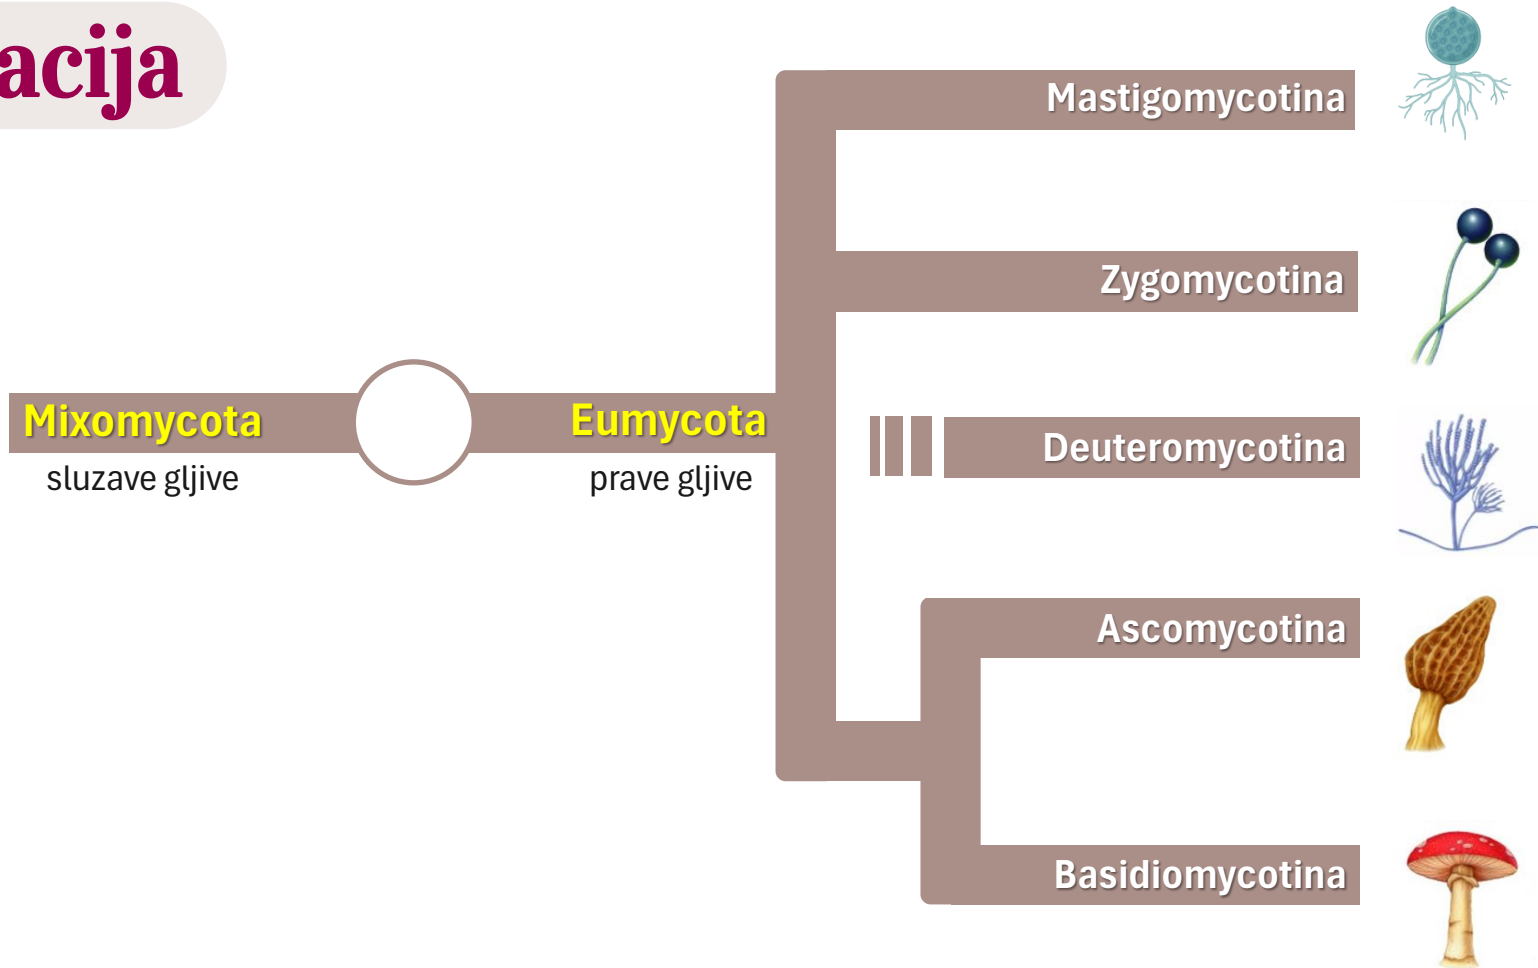 acija
Mastigomycotina
Zygomycotina
Mixomycota
Eumycota
sluzave gljive
prave gljive
Deuteromycotina
Ascomycotina
Basidiomycotina